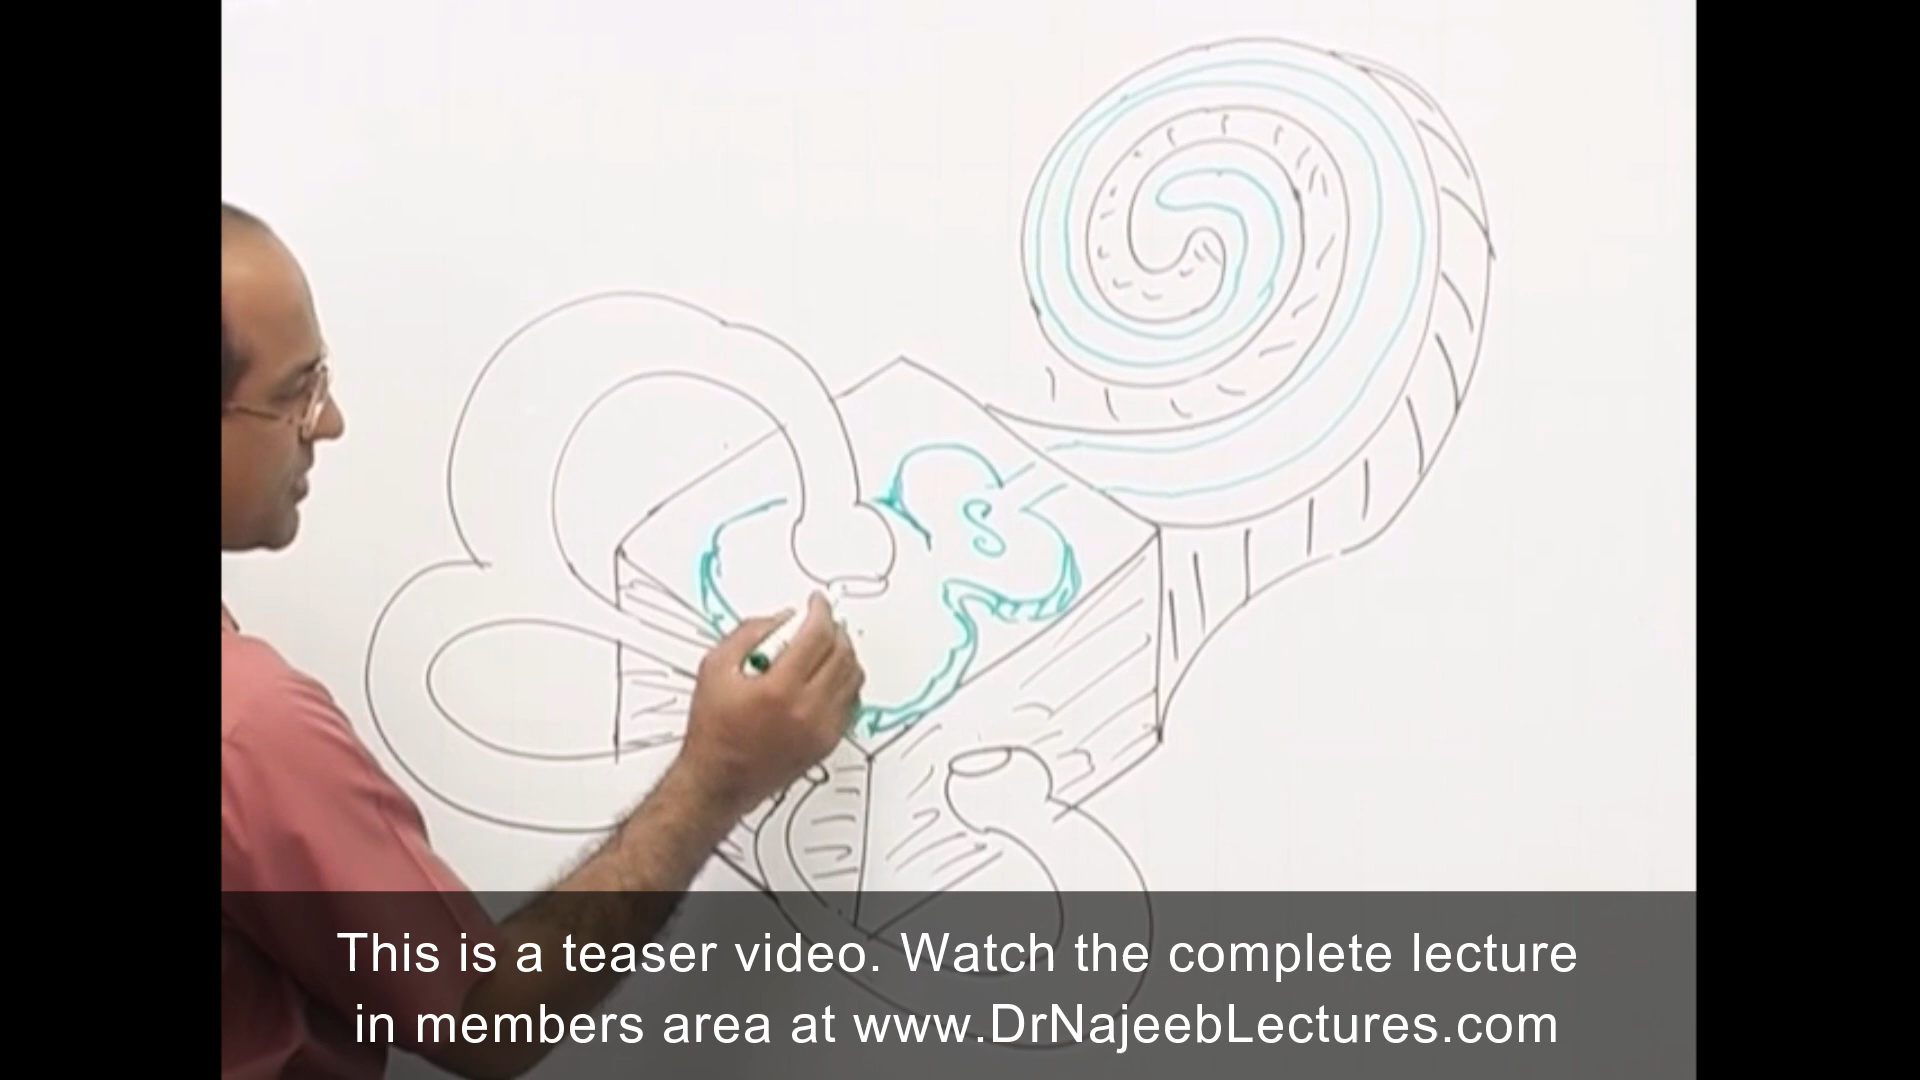 S
This is a teaser video. Watch the complete lecture
in members area at www.DrNajeebLectures.com